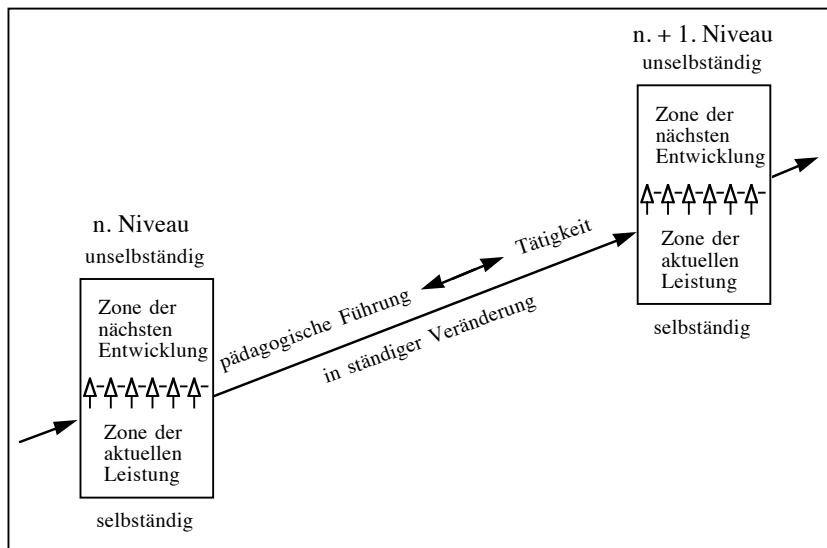 n. + 1. Niveau
unselbständig
Zone der
nächsten
Entwicklung
Zone der
aktuellen
Leistung
selbständig
n. Niveau
unselbständig
Zone der
nächsten
Entwicklung
Zone der
aktuellen
Leistung
selbständig
pädagogische Führung
Tätigkeit
in ständiger Veränderung